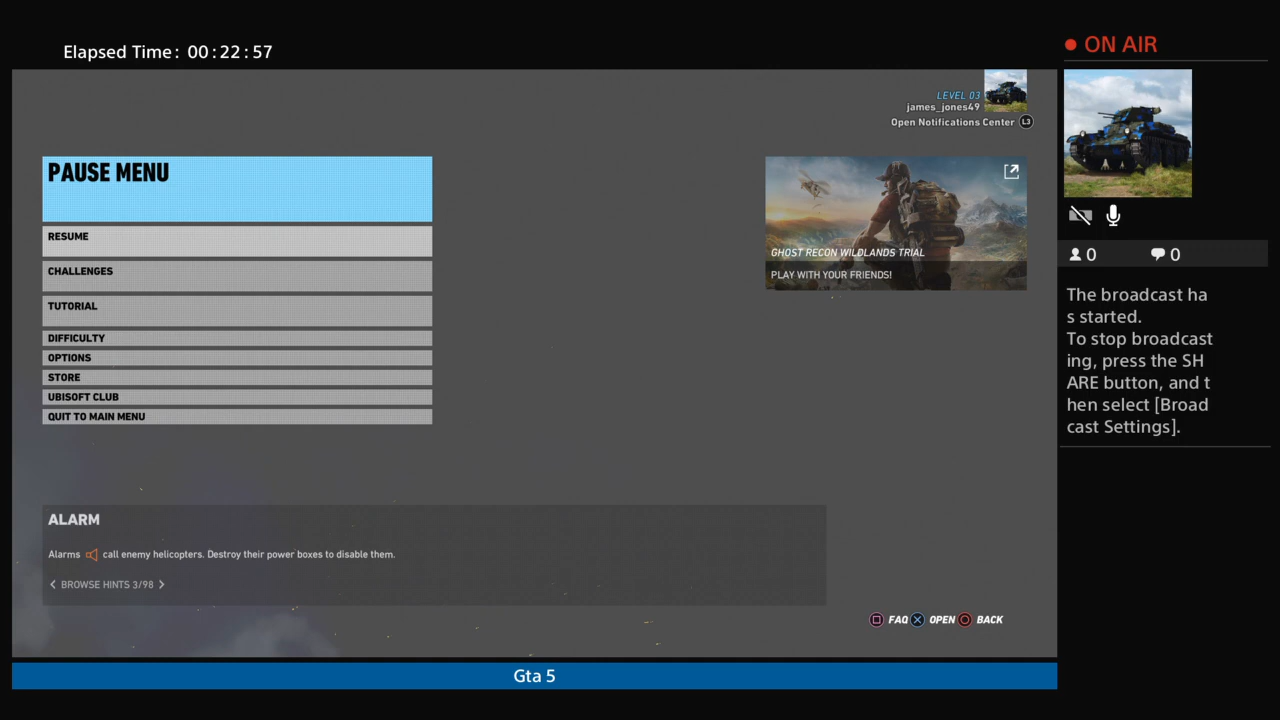 Elapsed Time: 00:22:57
ON AIR
LEVEL 03
james_jones49
Open Notifications Center L3
PAUSE MENU
RESUME
CHALLENGES
TUTORIAL
DIFFICULTY
OPTIONS
STORE
UBISOFT CLUB
QUIT TO MAIN MENU
GHOST RECON WILDLANDS TRIAL
PLAY WITH YOUR FRIENDS!
0 0
The broadcast ha
s started.
To stop broadcast
ing, press the SH
ARE button, and t
hen select [Broad
cast Settings].
ALARM
Alarms call enemy helicopters. Destroy their power boxes to disable them.
BROWSE HINTS 3/98
FAQ OPEN BACK
Gta 5